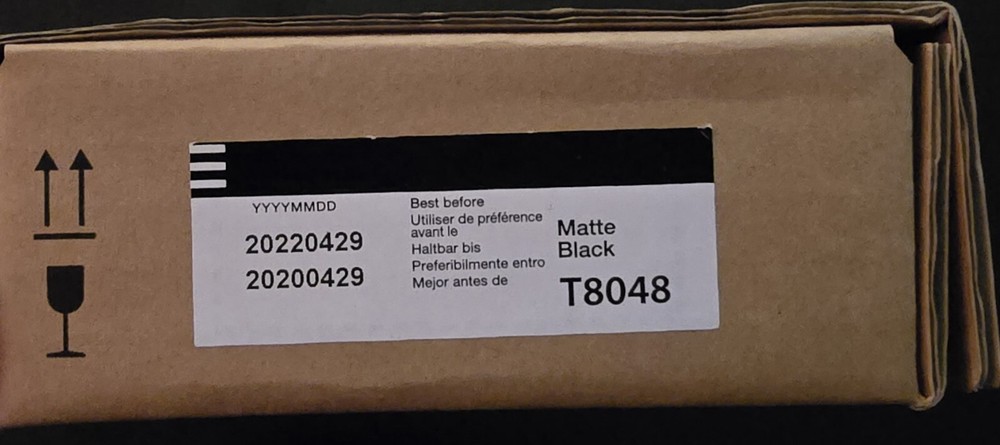 YYYYMMDD
20220429
20200429
Best before
Utiliser de préférence
avant le
Haltbar bis
Preferibilmente entro
Mejor antes de
Matte
Black
T8048